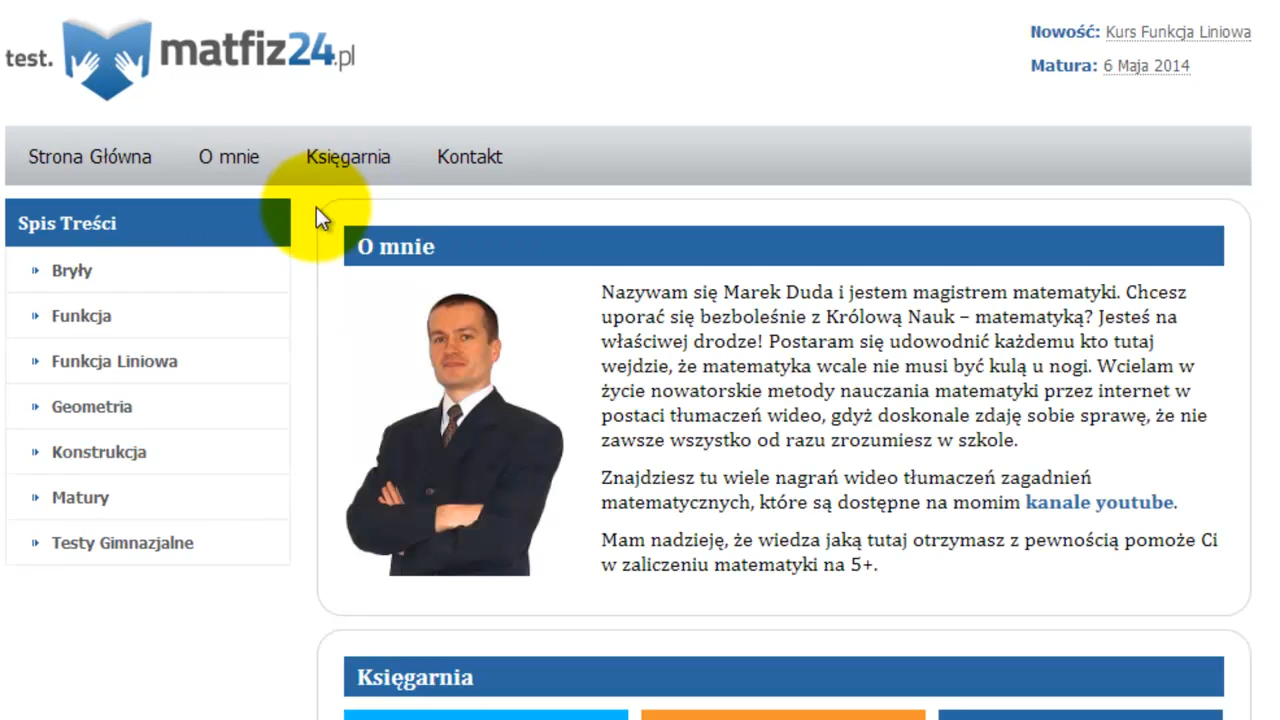 test. matfiz24.pl
Nowość: Kurs Funkcja Liniowa
Matura: 6 Maja 2014
Strona Główna O mnie Księgarnia Kontakt
Spis Treści
Bryły
Funkcja
Funkcja Liniowa
Geometria
Konstrukcja
Matury
Testy Gimnazjalne
O mnie
Nazywam się Marek Duda i jestem magistrem matematyki. Chcesz
uporać się bezboleśnie z Królową Nauk – matematyką? Jesteś na
właściwej drodze! Postaram się udowodnić każdemu kto tutaj
wejdzie, że matematyka wcale nie musi być kulą u nogi. Wcielam w
życie nowatorskie metody nauczania matematyki przez internet w
postaci tłumaczeń wideo, gdyż doskonale zdaję sobie sprawę, że nie
zawsze wszystko od razu zrozumiesz w szkole.
Znajdziesz tu wiele nagrań wideo tłumaczeń zagadnień
matematycznych, które są dostępne na momim kanale youtube.
Mam nadzieję, że wiedza jaką tutaj otrzymasz z pewnością pomoże Ci
w zaliczeniu matematyki na 5+.
Księgarnia